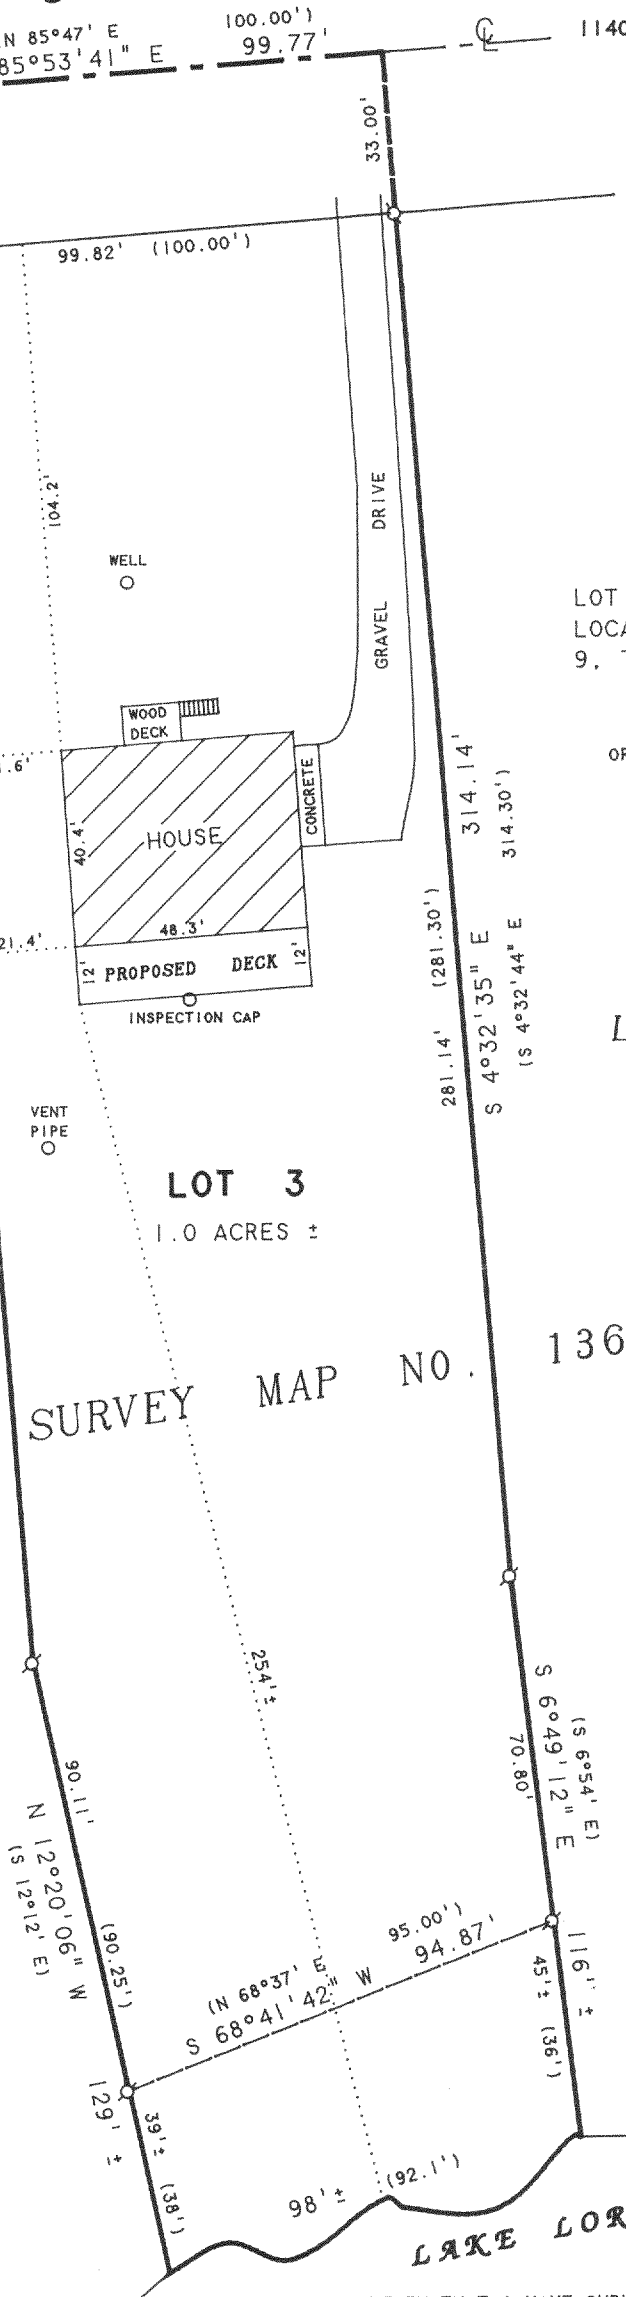 (N 85°47' E 100.00')
85°53'41" E 99.77'
1140
33.00'
99.82' (100.00')
104.2'
WELL
GRAVEL DRIVE
LOT
LOCA
9,
WOOD
DECK
.6'
40.4'
HOUSE
CONCRETE
48.3'
21.4'
12'
PROPOSED DECK
12'
INSPECTION CAP
314.14'
314.30')
281.14' (281.30')
S 4°32'35" E
(S 4°32'44" E
VENT
PIPE
LOT 3
1.0 ACRES ±
SURVEY MAP NO. 136
254'±
90.11'
(90.25')
N 12°20'06" W
(S 12°12' E)
S 6°49'12" E
(S 6°54' E)
70.80'
(N 68°37' E 95.00')
S 68°41'42" W 94.87'
116'±
45'± (36')
129' ±
39'± (38')
98'± (92.1')
LAKE LOR